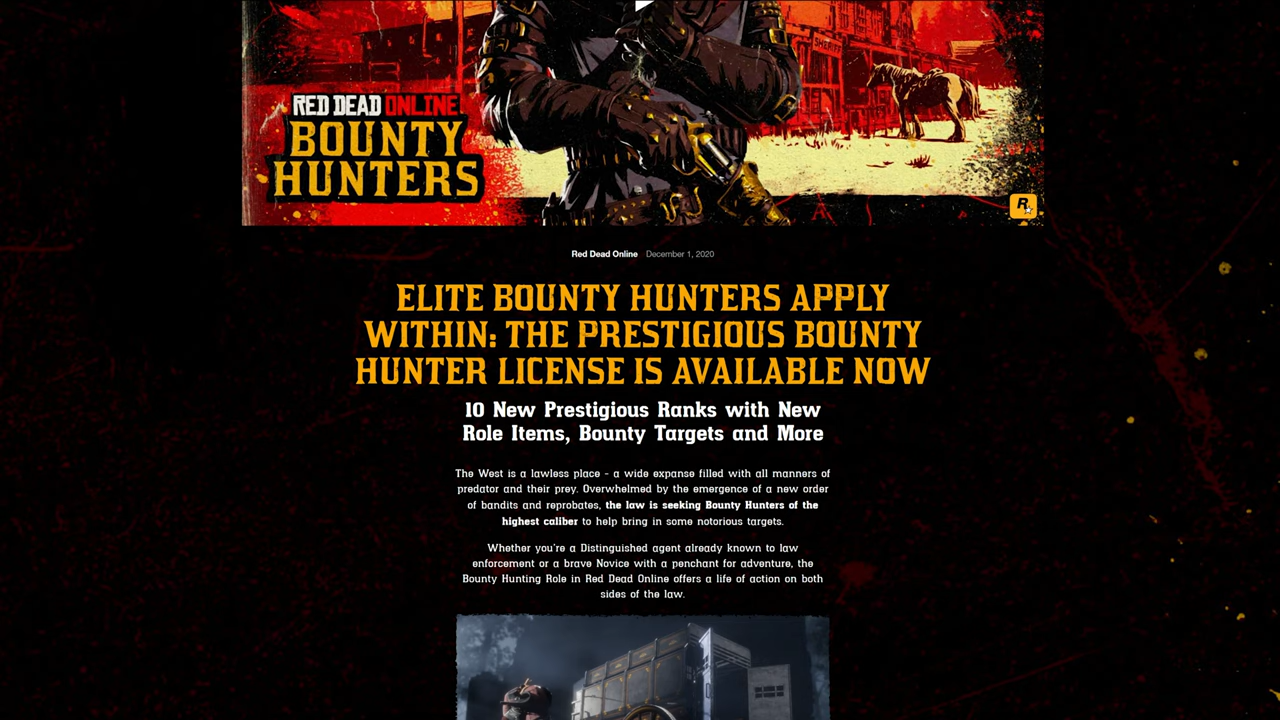 SHERIFF
RED DEAD ONLINE
BOUNTY
HUNTERS
R
Red Dead Online December 1, 2020
ELITE BOUNTY HUNTERS APPLY
WITHIN: THE PRESTIGIOUS BOUNTY
HUNTER LICENSE IS AVAILABLE NOW
10 New Prestigious Ranks with New
Role Items, Bounty Targets and More
The West is a lawless place - a wide expanse filled with all manners of
predator and their prey. Overwhelmed by the emergence of a new order
of bandits and reprobates, the law is seeking Bounty Hunters of the
highest caliber to help bring in some notorious targets.
Whether you're a Distinguished agent already known to law
enforcement or a brave Novice with a penchant for adventure, the
Bounty Hunting Role in Red Dead Online offers a life of action on both
sides of the law.